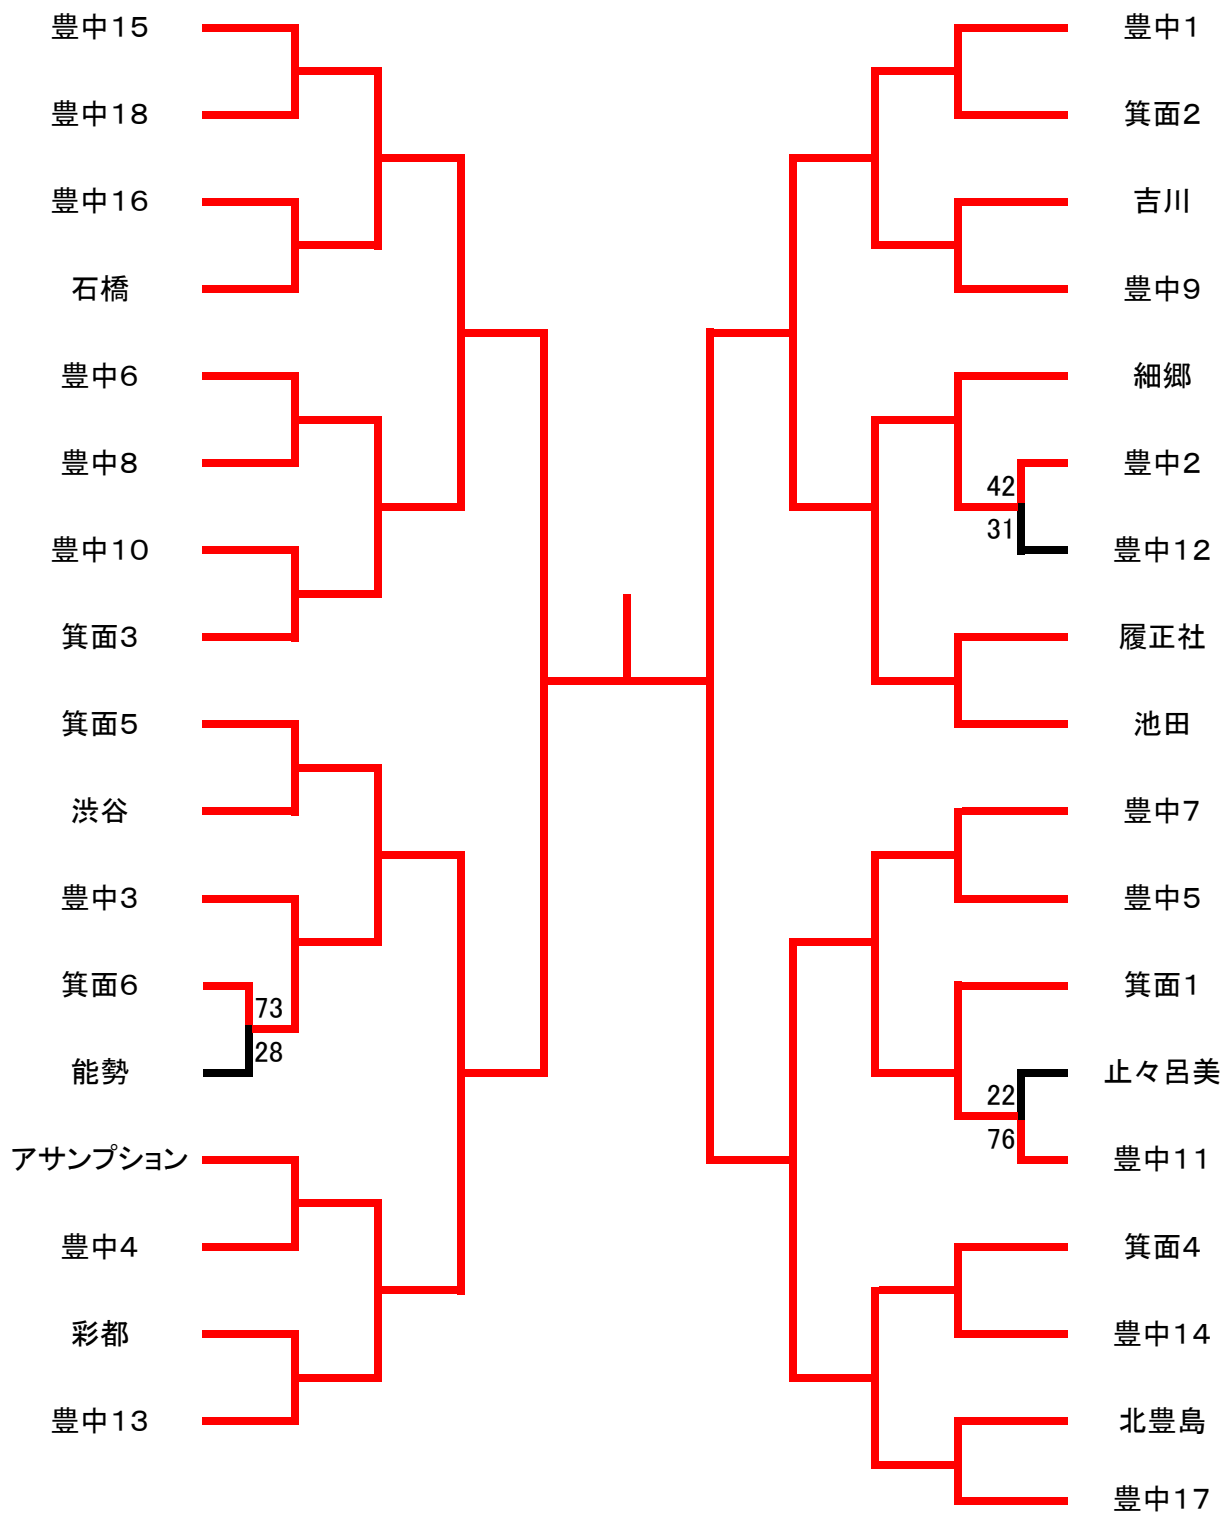 豊中15
豊中18
豊中16
石橋
豊中6
豊中8
豊中10
箕面3
箕面5
渋谷
豊中3
箕面6
73
28
能勢
アサンプション
豊中4
彩都
豊中13
豊中1
箕面2
吉川
豊中9
細郷
豊中2
42
31
豊中12
履正社
池田
豊中7
豊中5
箕面1
止々呂美
22
76
豊中11
箕面4
豊中14
北豊島
豊中17